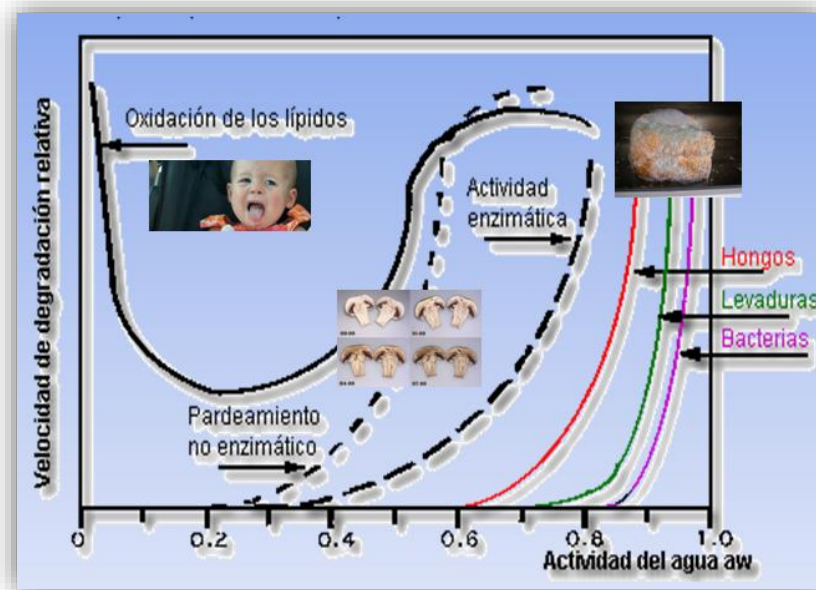 Velocidad de degradación relativa
Oxidación de los lípidos
Actividad
enzimática
Hongos
Levaduras
Bacterias
Pardeamiento
no enzimático
0
0.2
0.4
0.6
0.8
1.0
Actividad del agua aw